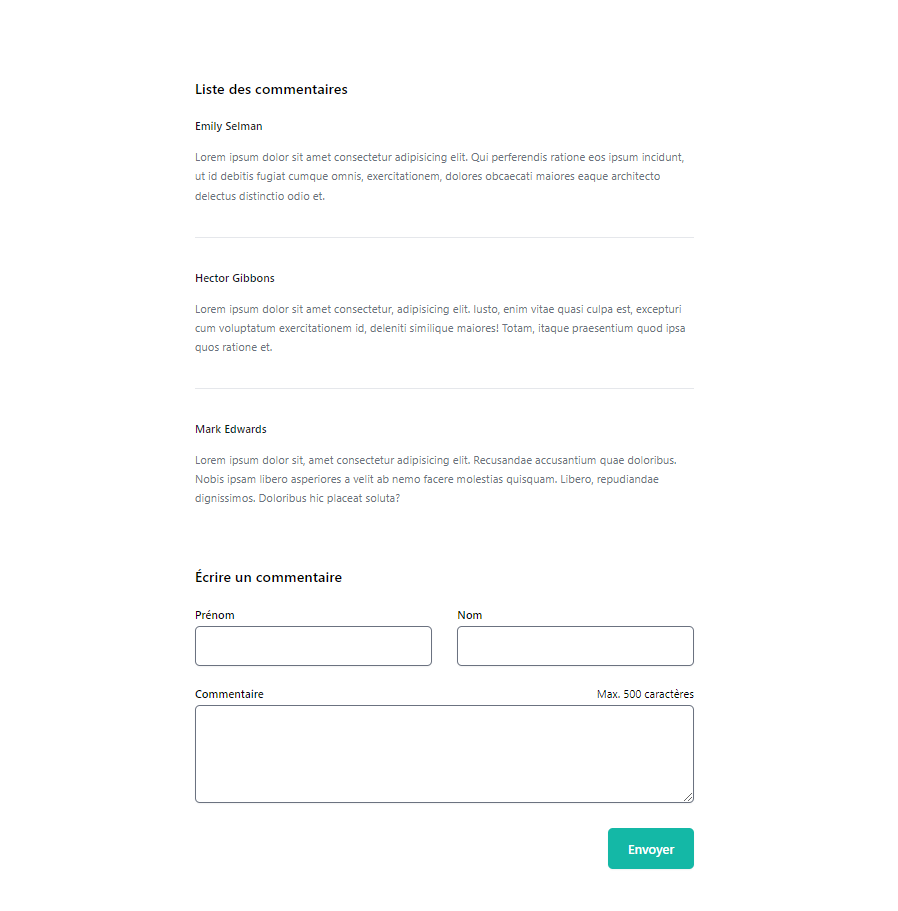 Liste des commentaires
Emily Selman
Lorem ipsum dolor sit amet consectetur adipisicing elit. Qui perferendis ratione eos ipsum incidunt,
ut id debitis fugiat cumque omnis, exercitationem, dolores obcaecati maiores eaque architecto
delectus distinctio odio et.
Hector Gibbons
Lorem ipsum dolor sit amet consectetur, adipisicing elit. Iusto, enim vitae quasi culpa est, excepturi
cum voluptatum exercitationem id, deleniti similique maiores! Totam, itaque praesentium quod ipsa
quos ratione et.
Mark Edwards
Lorem ipsum dolor sit, amet consectetur adipisicing elit. Recusandae accusantium quae doloribus.
Nobis ipsam libero asperiores a velit ab nemo facere molestias quisquam. Libero, repudiandae
dignissimos. Doloribus hic placeat soluta?
Écrire un commentaire
Prénom Nom
Commentaire Max. 500 caractères
Envoyer